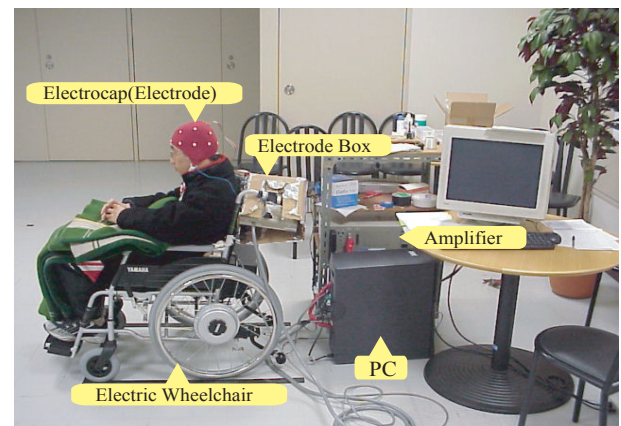 Electrocap(Electrode)
Electrode Box
Amplifier
YAMAHA
PC
Electric Wheelchair